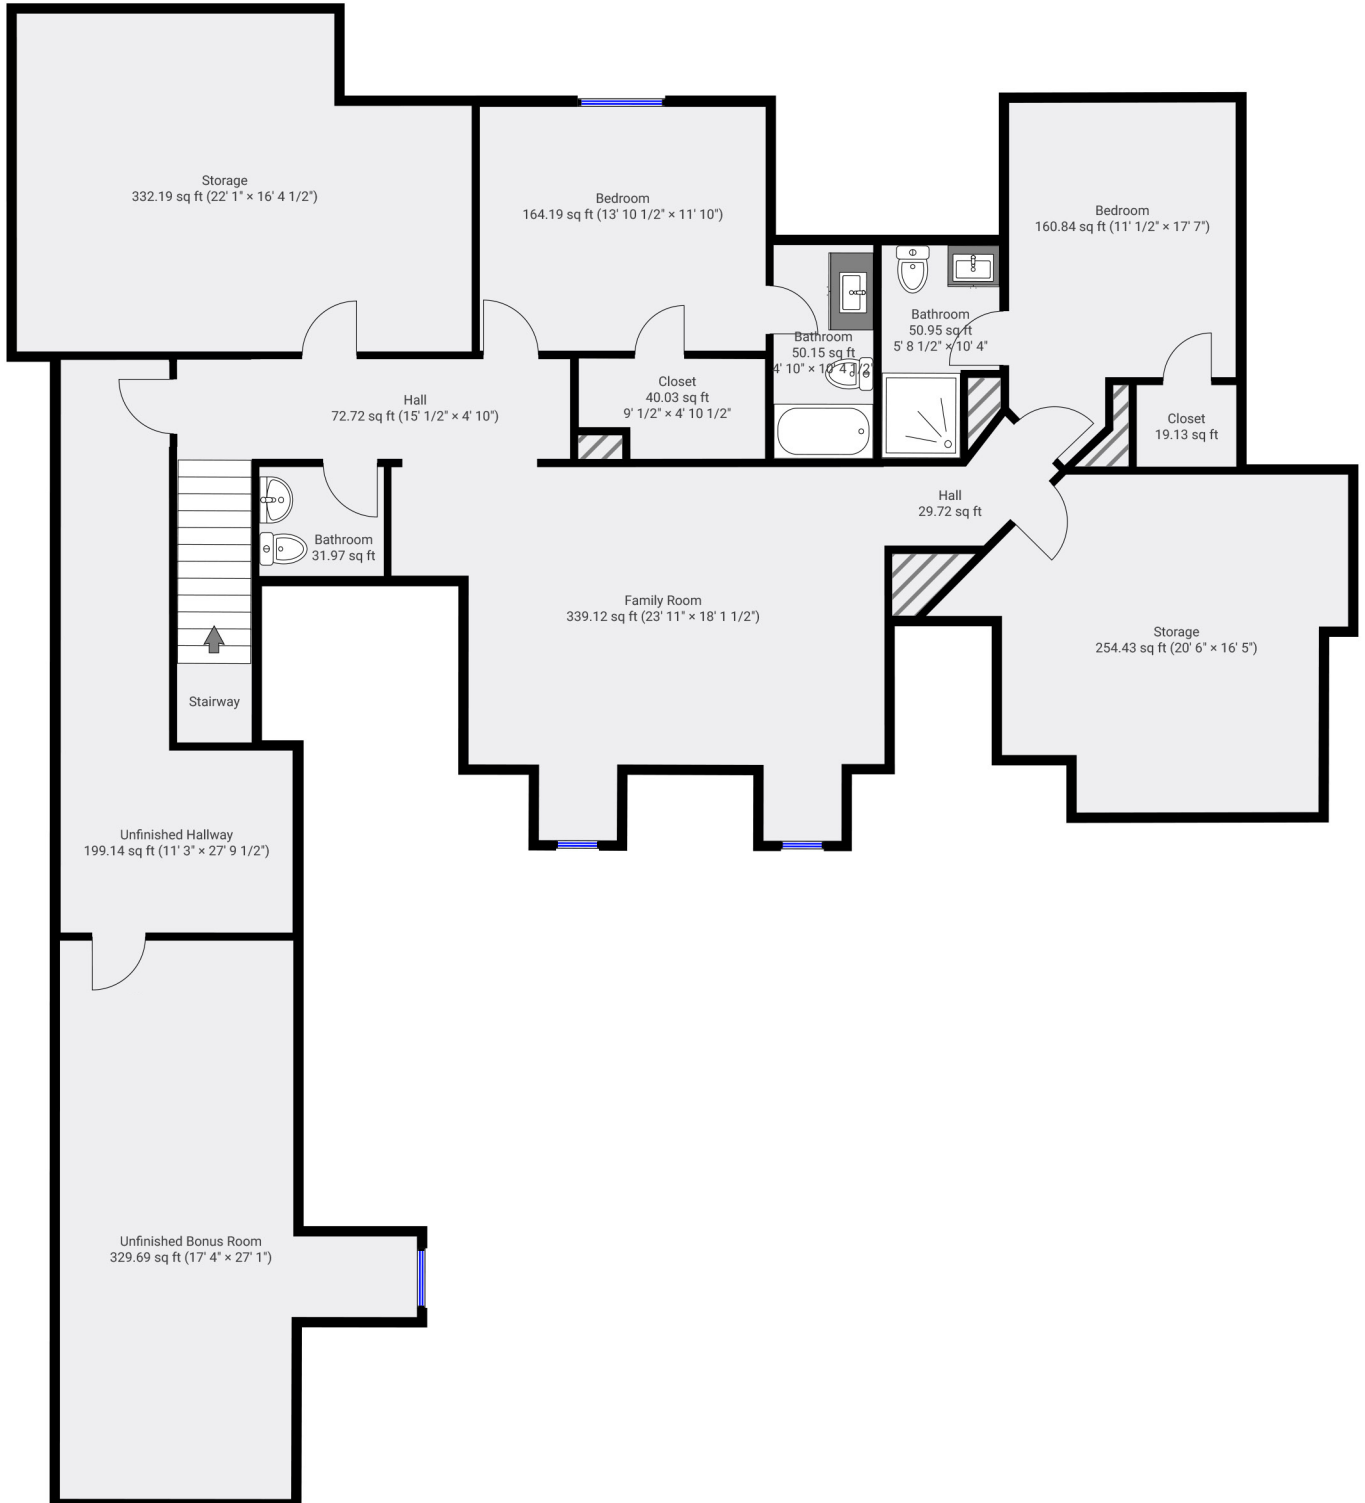 Storage
332.19 sq ft (22' 1" × 16' 4 1/2")
Bedroom
164.19 sq ft (13' 10 1/2" × 11' 10")
Bedroom
160.84 sq ft (11' 1/2" × 17' 7")
Bathroom
50.95 sq ft
5' 8 1/2" × 10' 4"
Bathroom
50.15 sq ft
4' 10" × 10' 4 1/2"
Closet
40.03 sq ft
9' 1/2" × 4' 10 1/2"
Hall
72.72 sq ft (15' 1/2" × 4' 10")
Closet
19.13 sq ft
Hall
29.72 sq ft
Bathroom
31.97 sq ft
Family Room
339.12 sq ft (23' 11" × 18' 1 1/2")
Storage
254.43 sq ft (20' 6" × 16' 5")
Stairway
Unfinished Hallway
199.14 sq ft (11' 3" × 27' 9 1/2")
Unfinished Bonus Room
329.69 sq ft (17' 4" × 27' 1")